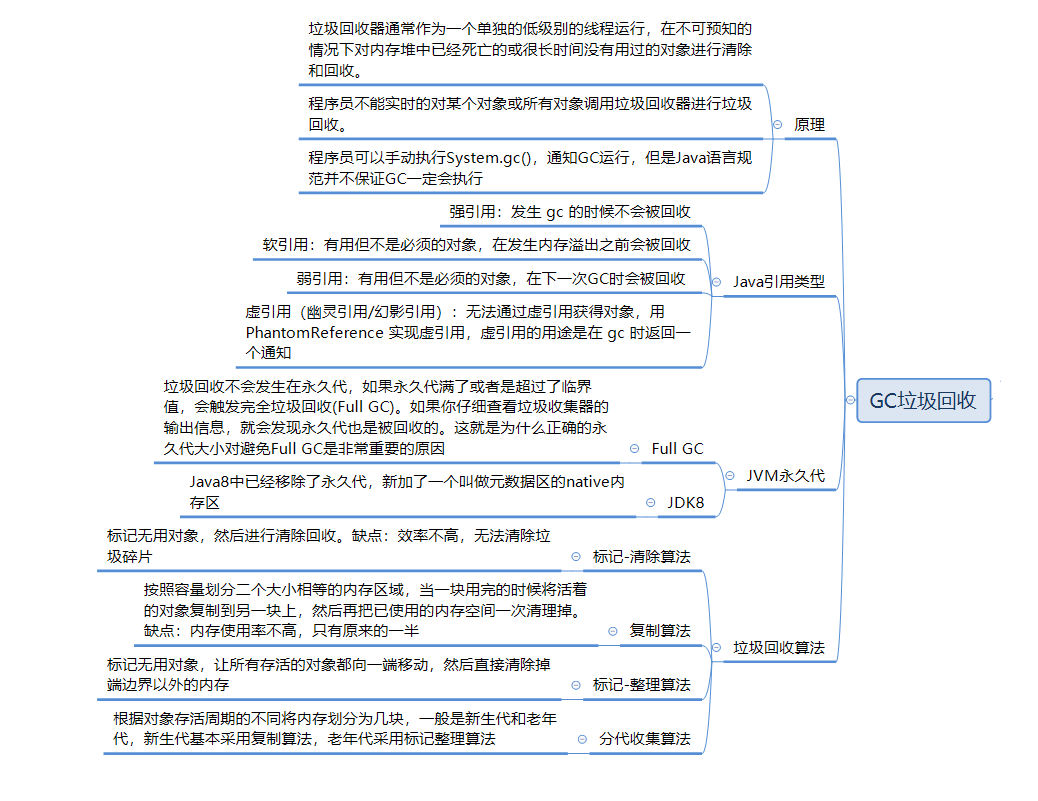 垃圾回收器通常作为一个单独的低级别的线程运行，在不可预知的
情况下对内存堆中已经死亡的或很长时间没有用过的对象进行清除
和回收。
程序员不能实时的对某个对象或所有对象调用垃圾回收器进行垃圾
回收。
原理
程序员可以手动执行System.gc()，通知GC运行，但是Java语言规
范并不保证GC一定会执行
强引用：发生 gc 的时候不会被回收
软引用：有用但不是必须的对象，在发生内存溢出之前会被回收
弱引用：有用但不是必须的对象，在下一次GC时会被回收
Java引用类型
虚引用（幽灵引用/幻影引用）：无法通过虚引用获得对象，用
PhantomReference 实现虚引用，虚引用的用途是在 gc 时返回一
个通知
GC垃圾回收
垃圾回收不会发生在永久代，如果永久代满了或者是超过了临界
值，会触发完全垃圾回收(Full GC)。如果你仔细查看垃圾收集器的
输出信息，就会发现永久代也是被回收的。这就是为什么正确的永
久代大小对避免Full GC是非常重要的原因
Full GC
JVM永久代
Java8中已经移除了永久代，新加了一个叫做元数据区的native内
存区
JDK8
标记无用对象，然后进行清除回收。缺点：效率不高，无法清除垃
圾碎片
标记-清除算法
按照容量划分二个大小相等的内存区域，当一块用完的时候将活着
的对象复制到另一块上，然后再把已使用的内存空间一次清理掉。
缺点：内存使用率不高，只有原来的一半
复制算法
垃圾回收算法
标记无用对象，让所有存活的对象都向一端移动，然后直接清除掉
端边界以外的内存
标记-整理算法
根据对象存活周期的不同将内存划分为几块，一般是新生代和老年
代，新生代基本采用复制算法，老年代采用标记整理算法
分代收集算法